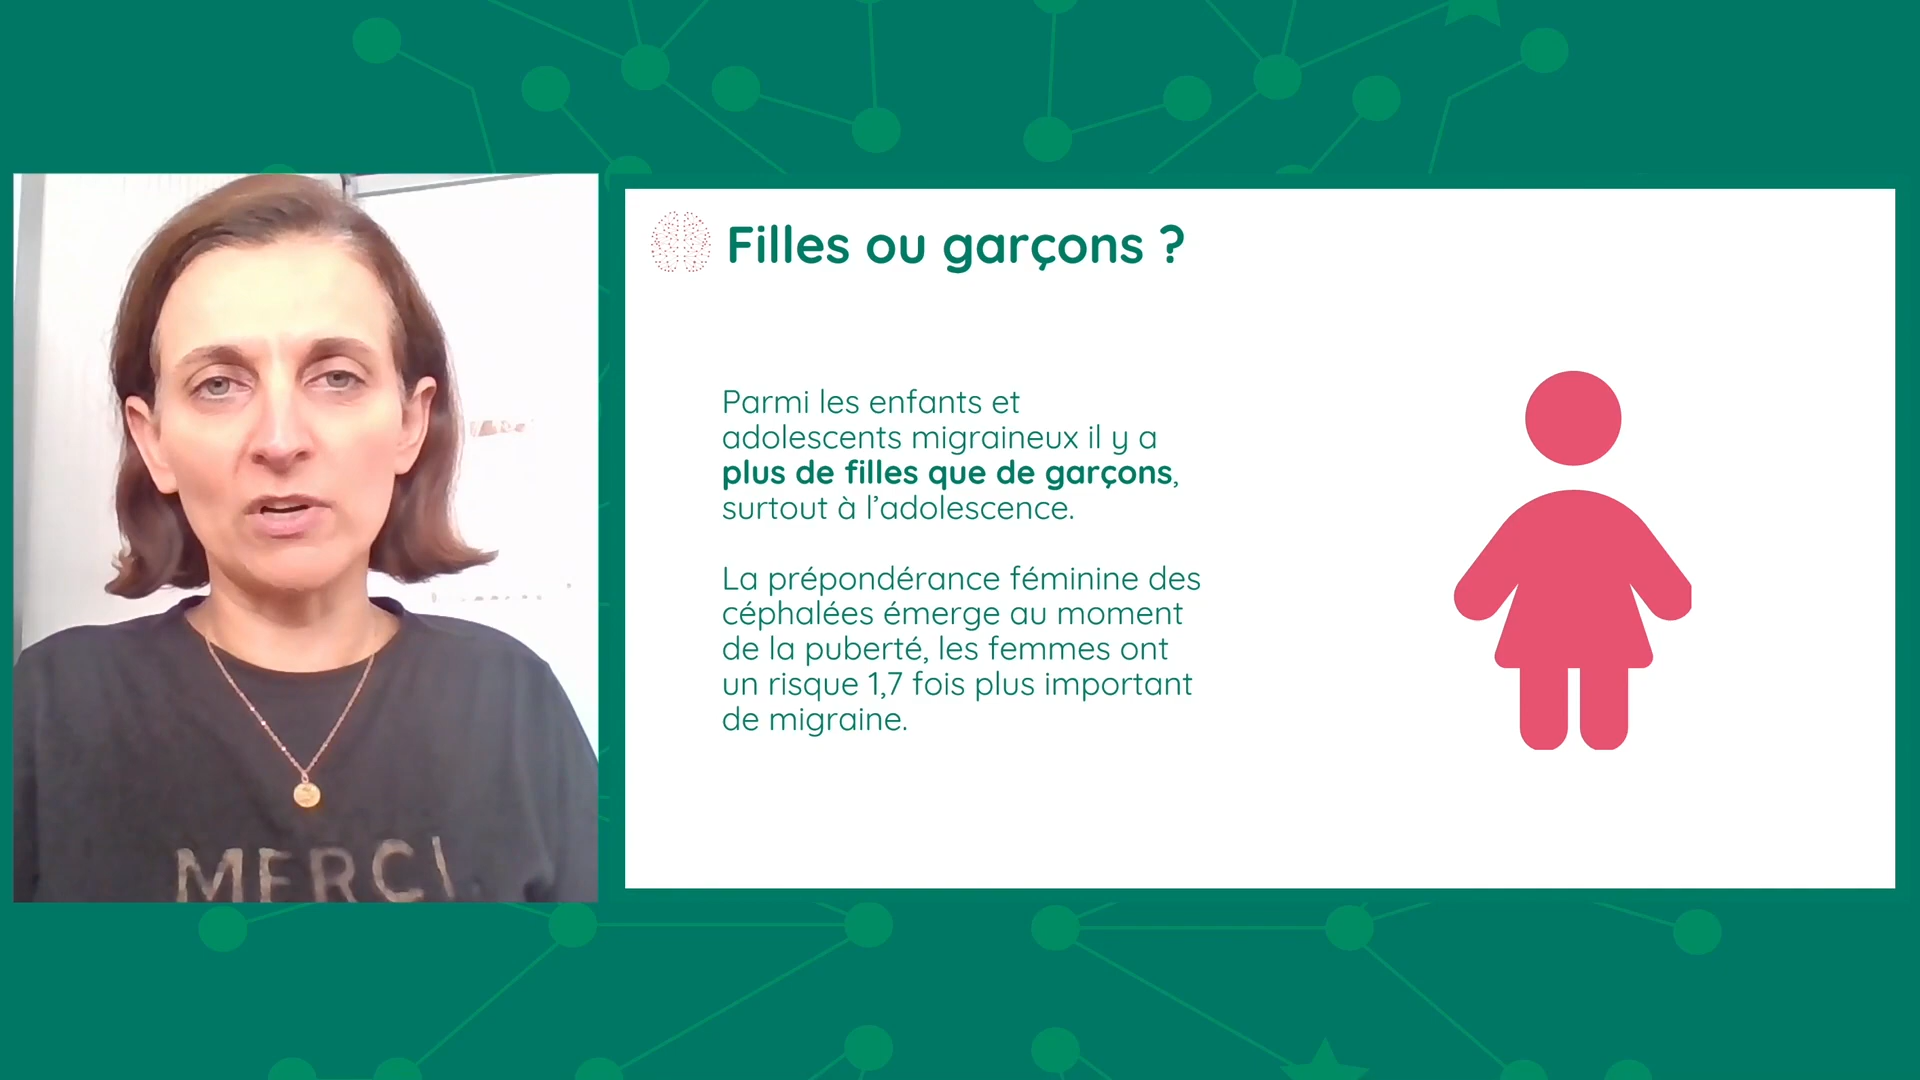 Filles ou garçons ?
Parmi les enfants et
adolescents migraineux il y a
plus de filles que de garçons,
surtout à l’adolescence.
La prépondérance féminine des
céphalées émerge au moment
de la puberté, les femmes ont
un risque 1,7 fois plus important
de migraine.
MERCI